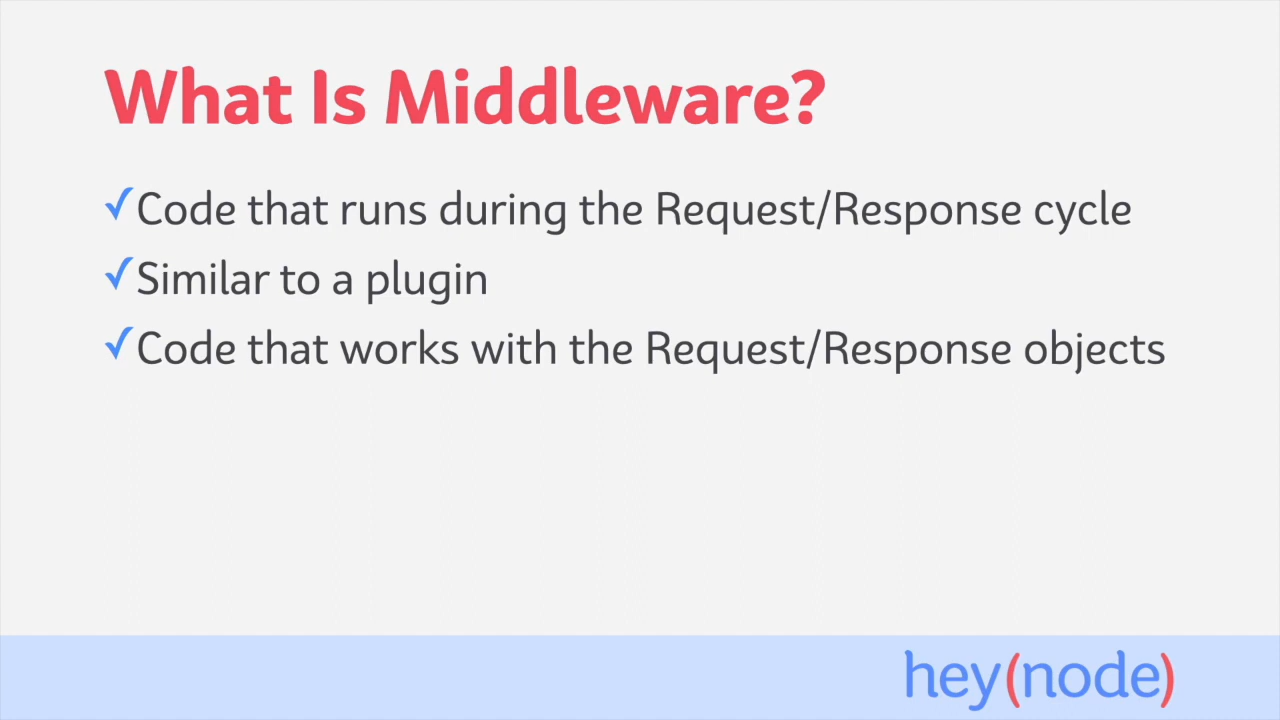 What Is Middleware?
✓Code that runs during the Request/Response cycle
✓Similar to a plugin
✓Code that works with the Request/Response objects
hey(node)